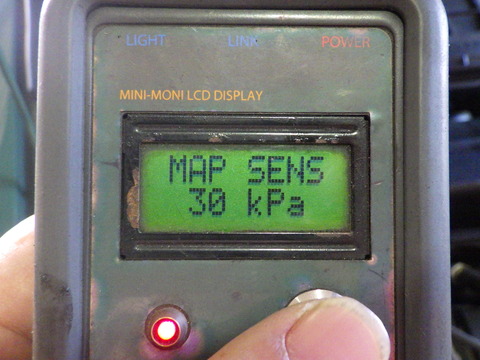 LIGHT LINK POWER
MINI-MONI LCD DISPLAY
MAP SENS
30 kPa